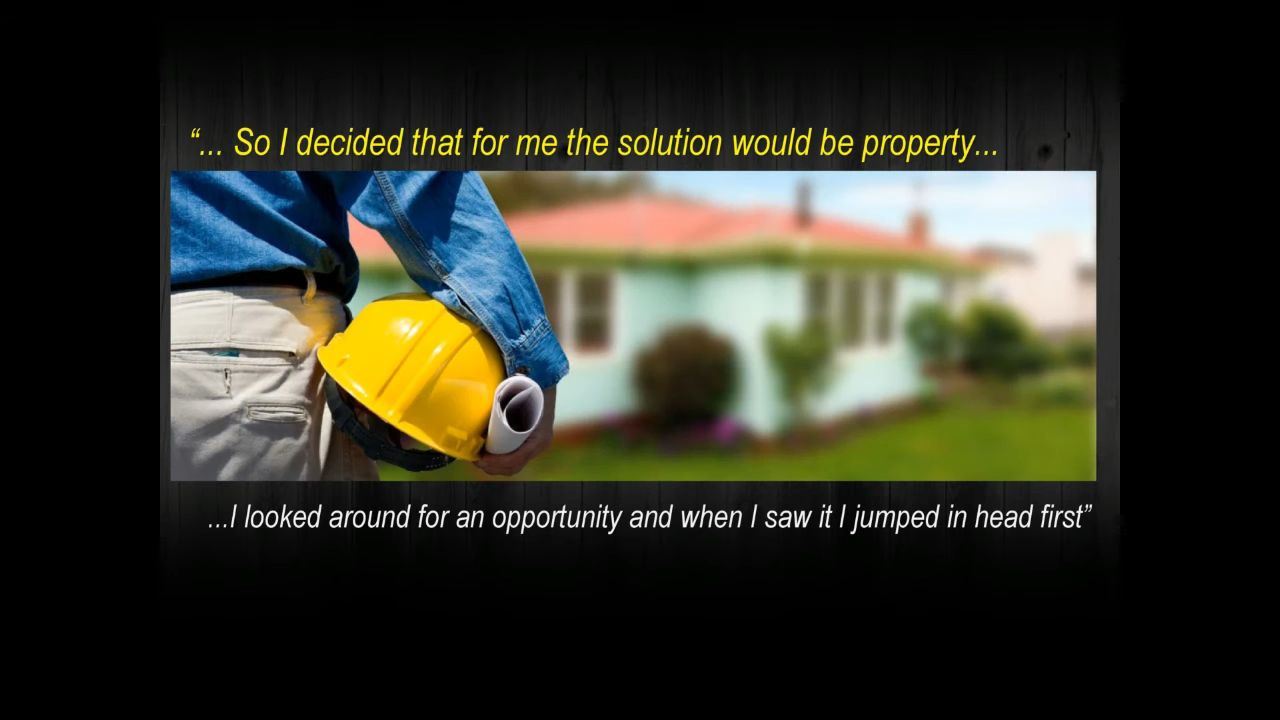 “... So I decided that for me the solution would be property...
...I looked around for an opportunity and when I saw it I jumped in head first”